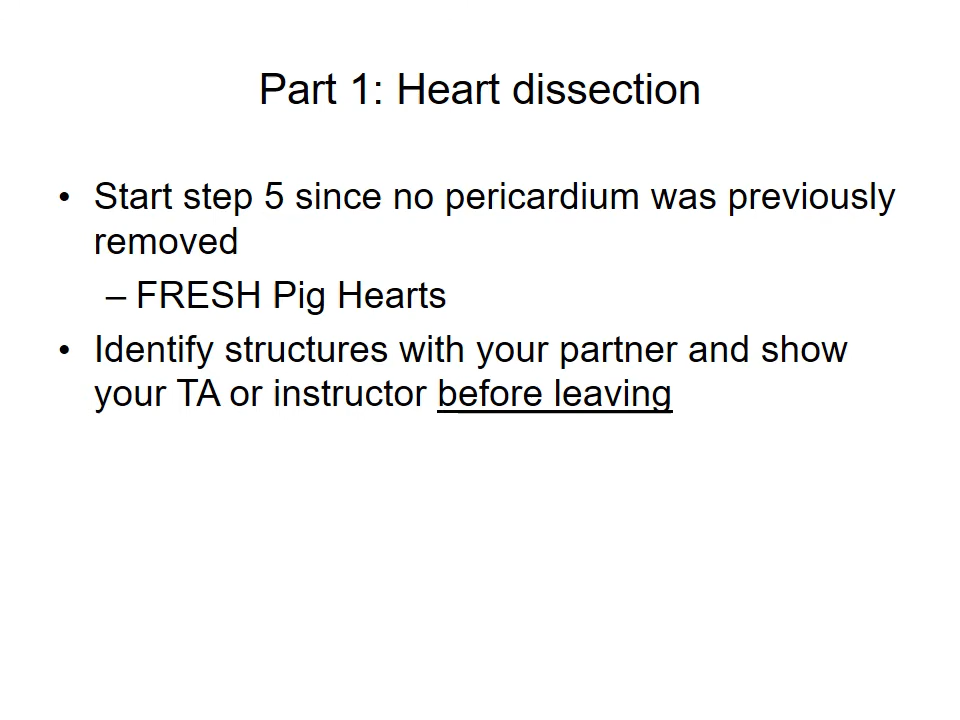 Part 1: Heart dissection
• Start step 5 since no pericardium was previously
removed
– FRESH Pig Hearts
• Identify structures with your partner and show
your TA or instructor before leaving